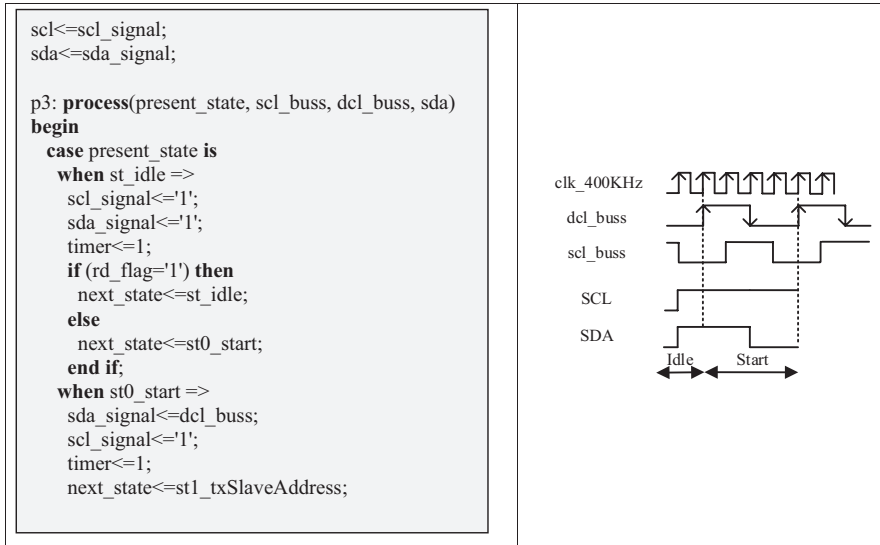 scl<=scl_signal;
sda<=sda_signal;
p3: process(present_state, scl_buss, dcl_buss, sda)
begin
case present_state is
when st_idle =>
scl_signal<='1';
sda_signal<='1';
timer<=1;
if (rd_flag='1') then
next_state<=st_idle;
else
next_state<=st0_start;
end if;
when st0_start =>
sda_signal<=dcl_buss;
scl_signal<='1';
timer<=1;
next_state<=st1_txSlaveAddress;
clk_400KHz
dcl_buss
scl_buss
SCL
SDA
Idle Start